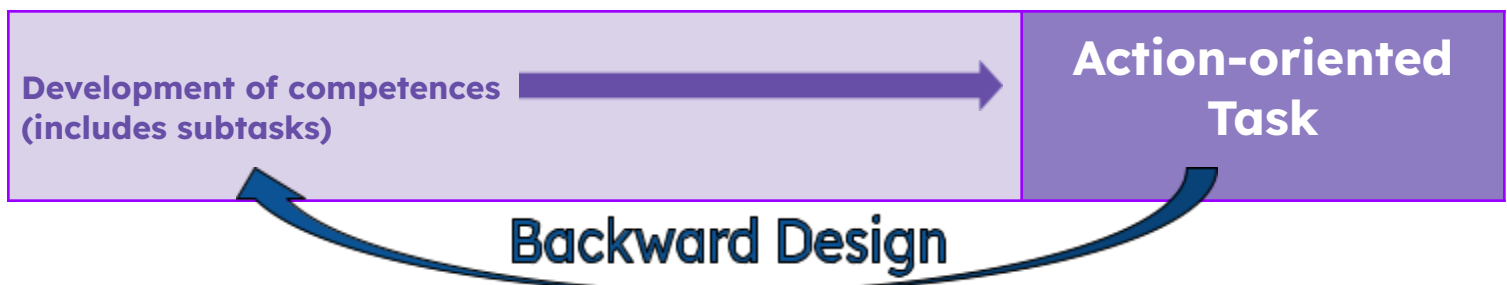 Development of competences
(includes subtasks)
Action-oriented
Task
Backward Design